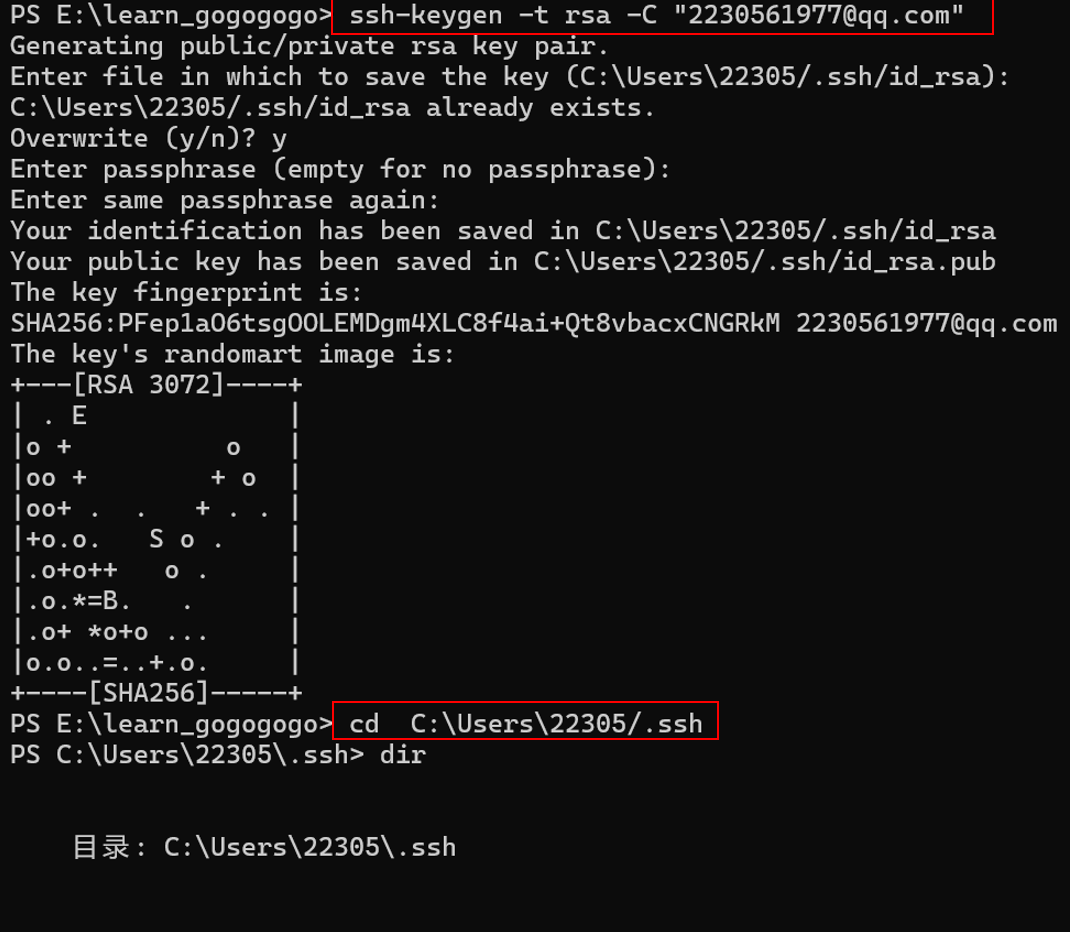 PS E:\learn_gogogogo> ssh-keygen -t rsa -C "2230561977@qq.com"
Generating public/private rsa key pair.
Enter file in which to save the key (C:\Users\22305/.ssh/id_rsa):
C:\Users\22305/.ssh/id_rsa already exists.
Overwrite (y/n)? y
Enter passphrase (empty for no passphrase):
Enter same passphrase again:
Your identification has been saved in C:\Users\22305/.ssh/id_rsa
Your public key has been saved in C:\Users\22305/.ssh/id_rsa.pub
The key fingerprint is:
SHA256:PFep1aO6tsgOOLEMDgm4XLC8f4ai+Qt8vbacxCNGRkM 2230561977@qq.com
The key's randomart image is:
+---[RSA 3072]----+
| . E             |
|o +          o   |
|oo +        + o  |
|oo+ .  .   + . . |
|+o.o.   S o .    |
|.o+o++   o .     |
|.o.*=B.   .      |
|.o+ *o+o ...     |
|o.o..=..+.o.     |
+----[SHA256]-----+
PS E:\learn_gogogogo> cd  C:\Users\22305/.ssh
PS C:\Users\22305\.ssh> dir
目录: C:\Users\22305\.ssh